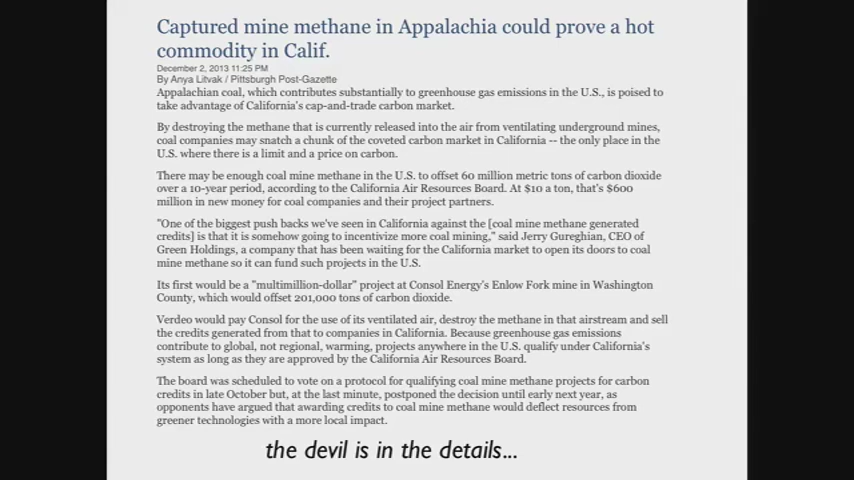 Captured mine methane in Appalachia could prove a hot
commodity in Calif.
December 2, 2013 11:25 PM
By Anya Litvak / Pittsburgh Post-Gazette
Appalachian coal, which contributes substantially to greenhouse gas emissions in the U.S., is poised to
take advantage of California's cap-and-trade carbon market.
By destroying the methane that is currently released into the air from ventilating underground mines,
coal companies may snatch a chunk of the coveted carbon market in California -- the only place in the
U.S. where there is a limit and a price on carbon.
There may be enough coal mine methane in the U.S. to offset 60 million metric tons of carbon dioxide
over a 10-year period, according to the California Air Resources Board. At $10 a ton, that's $600
million in new money for coal companies and their project partners.
"One of the biggest push backs we've seen in California against the [coal mine methane generated
credits] is that it is somehow going to incentivize more coal mining," said Jerry Gureghian, CEO of
Green Holdings, a company that has been waiting for the California market to open its doors to coal
mine methane so it can fund such projects in the U.S.
Its first would be a "multimillion-dollar" project at Consol Energy's Enlow Fork mine in Washington
County, which would offset 201,000 tons of carbon dioxide.
Verdeo would pay Consol for the use of its ventilated air, destroy the methane in that airstream and sell
the credits generated from that to companies in California. Because greenhouse gas emissions
contribute to global, not regional, warming, projects anywhere in the U.S. qualify under California's
system as long as they are approved by the California Air Resources Board.
The board was scheduled to vote on a protocol for qualifying coal mine methane projects for carbon
credits in late October but, at the last minute, postponed the decision until early next year, as
opponents have argued that awarding credits to coal mine methane would deflect resources from
greener technologies with a more local impact.
the devil is in the details...